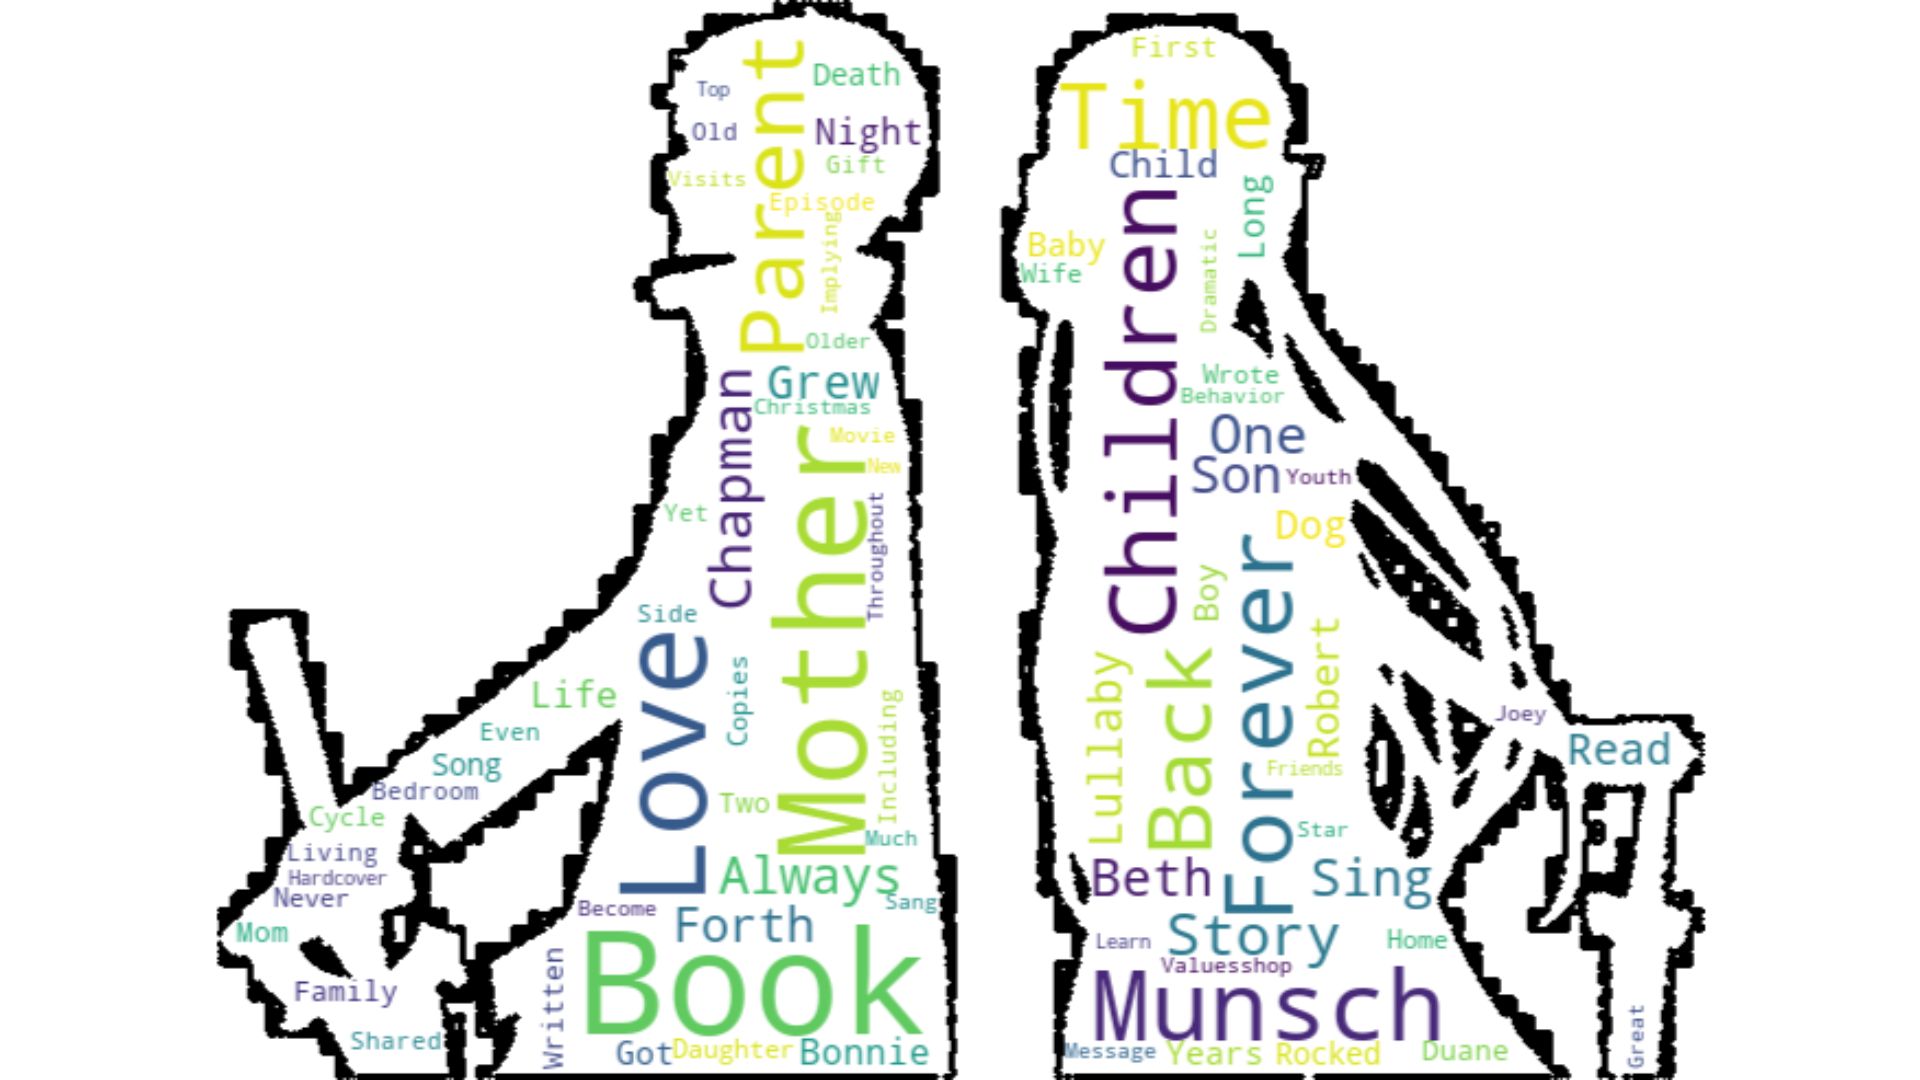 Top
Old
Visits
Parent
Death
Night
Gift
Episode
Implying
Older
Grew
Christmas
Chapman
Movie
New
Mother
Throughout
Yet
Side
Love
Copies
Life
Even
Song
Bedroom
Cycle
Living
Hardcover
Never
Mom
Family
Shared
Two
Including
Much
Always
Sang
Become
Forth
Written
Book
Got
Daughter
Bonnie
First
Time
Child
Children
Long
Baby
Wife
Dramatic
Wrote
Behavior
One
Son
Youth
Dog
Boy
Forever
Robert
Lullaby
Back
Friends
Joey
Read
Star
Beth
Sing
Story
Learn
Home
Valuesshop
Munsch
Message
Years
Rocked
Duane
Great